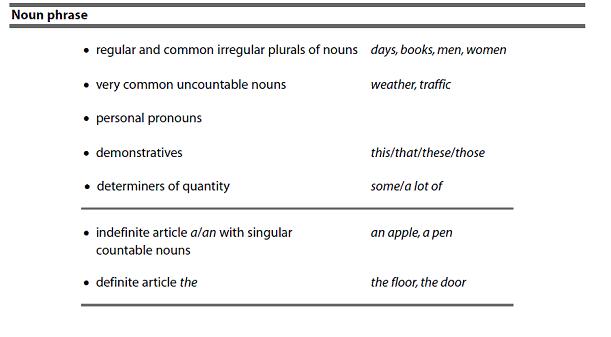 Noun phrase
• regular and common irregular plurals of nouns days, books, men, women
• very common uncountable nouns weather, traffic
• personal pronouns
• demonstratives this/that/these/those
• determiners of quantity some/a lot of
• indefinite article a/an with singular an apple, a pen
countable nouns
• definite article the the floor, the door